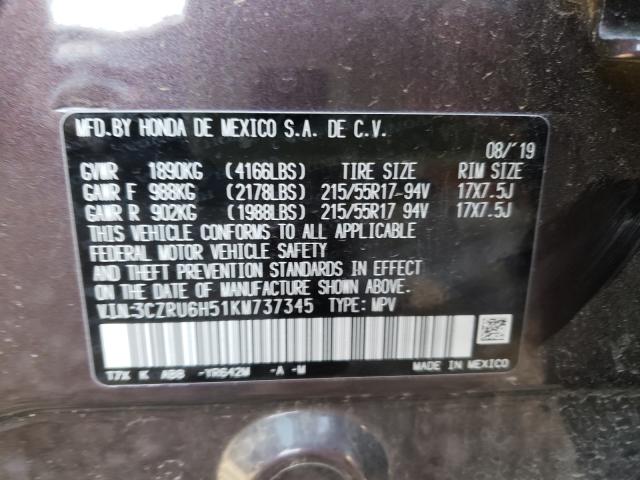 MFD.BY HONDA DE MEXICO S.A. DE C.V.
08/'19
GVWR 1890KG (4166LBS) TIRE SIZE RIM SIZE
GAWR F 988KG (2178LBS) 215/55R17 94V 17X7.5J
GAWR R 902KG (1988LBS) 215/55R17 94V 17X7.5J
THIS VEHICLE CONFORMS TO ALL APPLICABLE
FEDERAL MOTOR VEHICLE SAFETY
AND THEFT PREVENTION STANDARDS IN EFFECT
ON THE DATE OF MANUFACTURE SHOWN ABOVE.
V.I.N:3CZRU6H51KM737345 TYPE: MPV
MADE IN MEXICO
T7X K ABB -YR642M -A -M